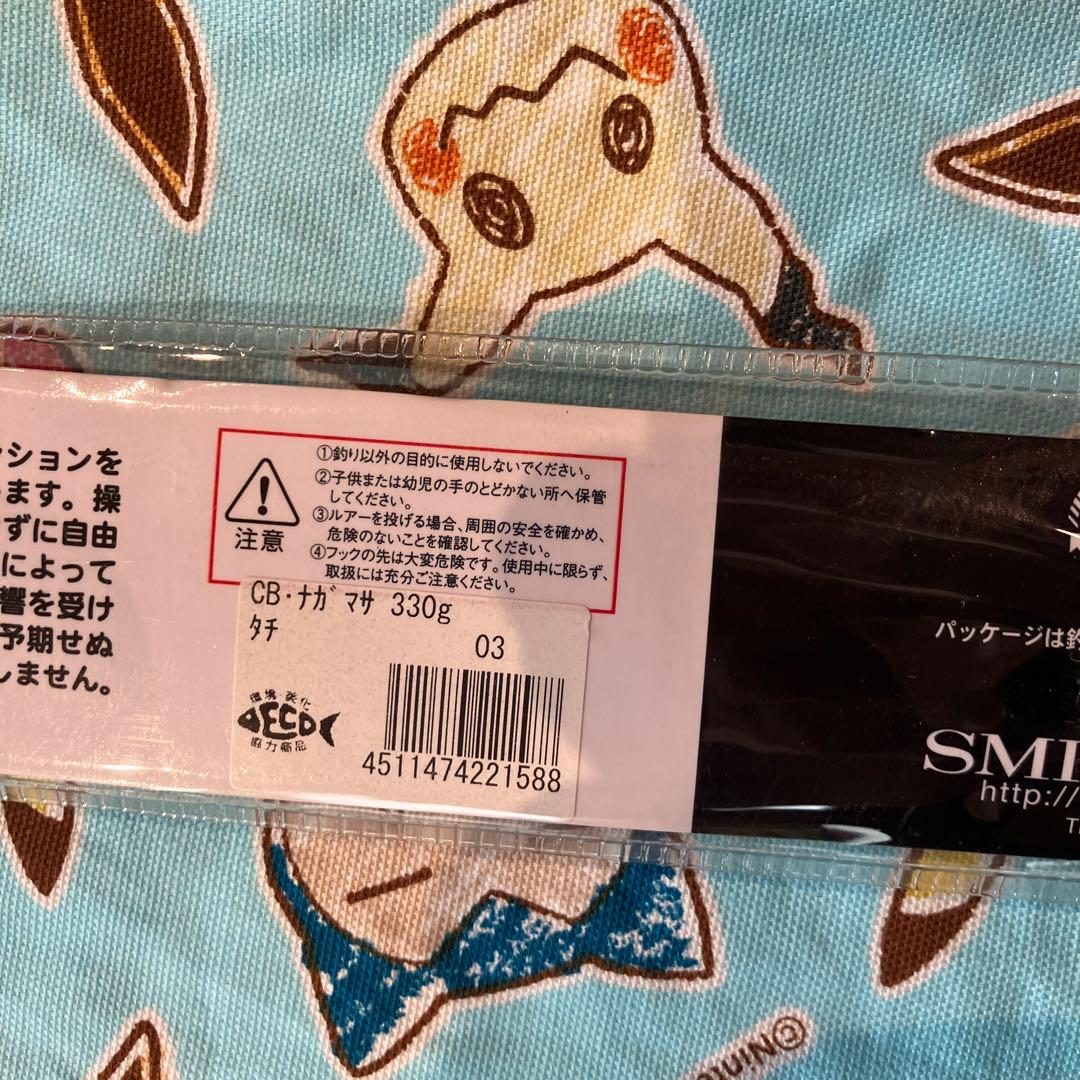 ションを
ます。操
ずに自由
によって
響を受け
予期せぬ
しません。
注意
①釣り以外の目的に使用しないでください。
②子供または幼児の手のとどかない所へ保管
してください。
③ルアーを投げる場合、周囲の安全を確かめ、
危険のないことを確認してください。
④フックの先は大変危険です。使用中に限らず、
取扱には充分ご注意ください。
CB・ナガマサ 330g
タチ
03
環境・美化
ECO
協力商品
4511474221588
パッケージは
SM
http://
T
©Ninte